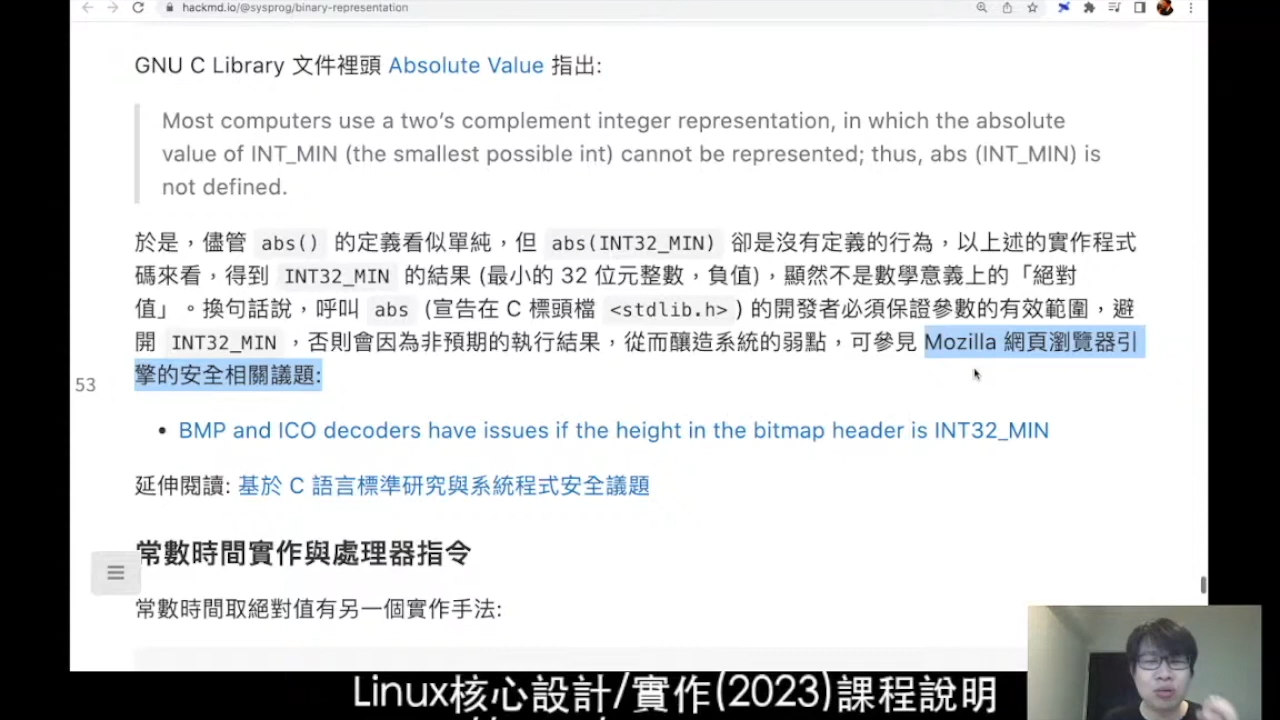 hackmd.io/@sysprog/binary-representation
GNU C Library 文件裡頭 Absolute Value 指出:
Most computers use a two's complement integer representation, in which the absolute
value of INT_MIN (the smallest possible int) cannot be represented; thus, abs (INT_MIN) is
not defined.
於是，儘管 abs() 的定義看似單純，但 abs(INT32_MIN) 卻是沒有定義的行為，以上述的實作程式
碼來看，得到 INT32_MIN 的結果 (最小的 32 位元整數，負值)，顯然不是數學意義上的「絕對
值」。換句話說，呼叫 abs (宣告在 C 標頭檔 <stdlib.h>) 的開發者必須保證參數的有效範圍，避
開 INT32_MIN ，否則會因為非預期的執行結果，從而釀造系統的弱點，可參見 Mozilla 網頁瀏覽器引
擎的安全相關議題:
53
• BMP and ICO decoders have issues if the height in the bitmap header is INT32_MIN
延伸閱讀: 基於 C 語言標準研究與系統程式安全議題
常數時間實作與處理器指令
常數時間取絕對值有另一個實作手法:
Linux核心設計/實作(2023)課程說明